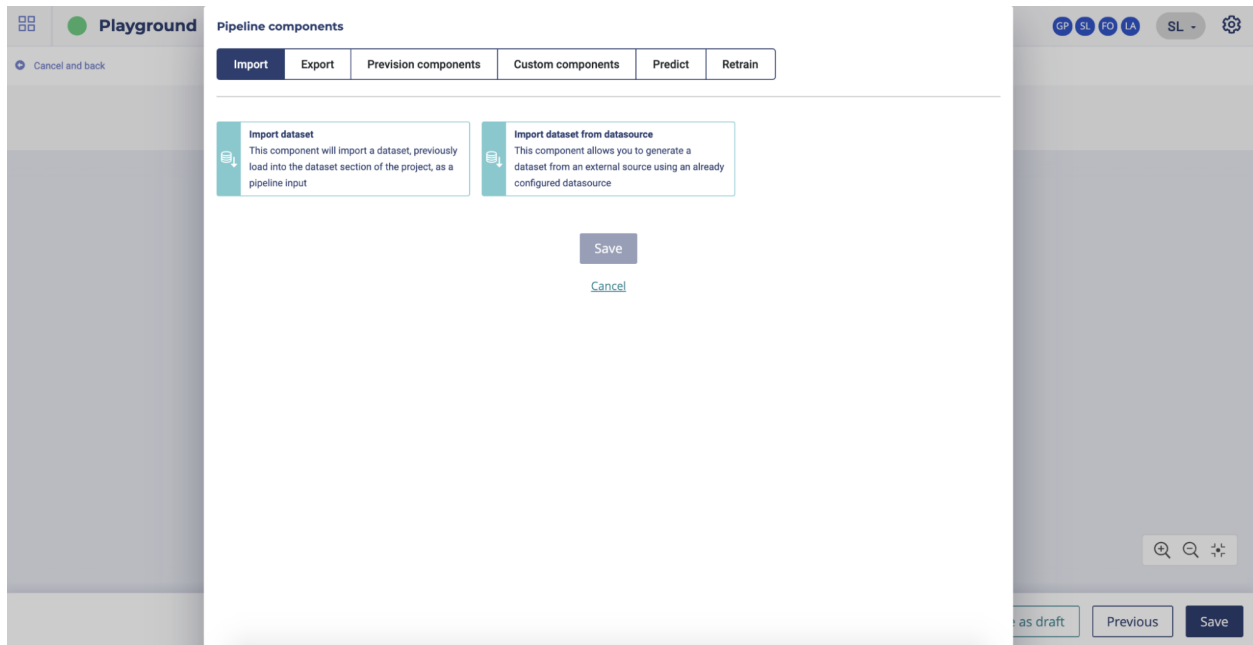 Playground
Pipeline components
GP SL FO LA
SL
Cancel and back
Import
Export
Prevision components
Custom components
Predict
Retrain
Import dataset
This component will import a dataset, previously
load into the dataset section of the project, as a
pipeline input
Import dataset from datasource
This component allows you to generate a
dataset from an external source using an already
configured datasource
Save
Cancel
as draft
Previous
Save